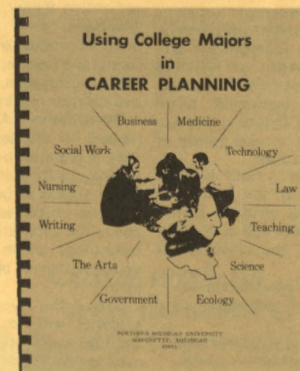 Using College Majors
in
CAREER PLANNING
Business
Medicine
Social Work
Technology
Nursing
Law
Writing
Teaching
The Arts
Science
Government
Ecology
NORTHERN MICHIGAN UNIVERSITY
MARQUETTE, MICHIGAN